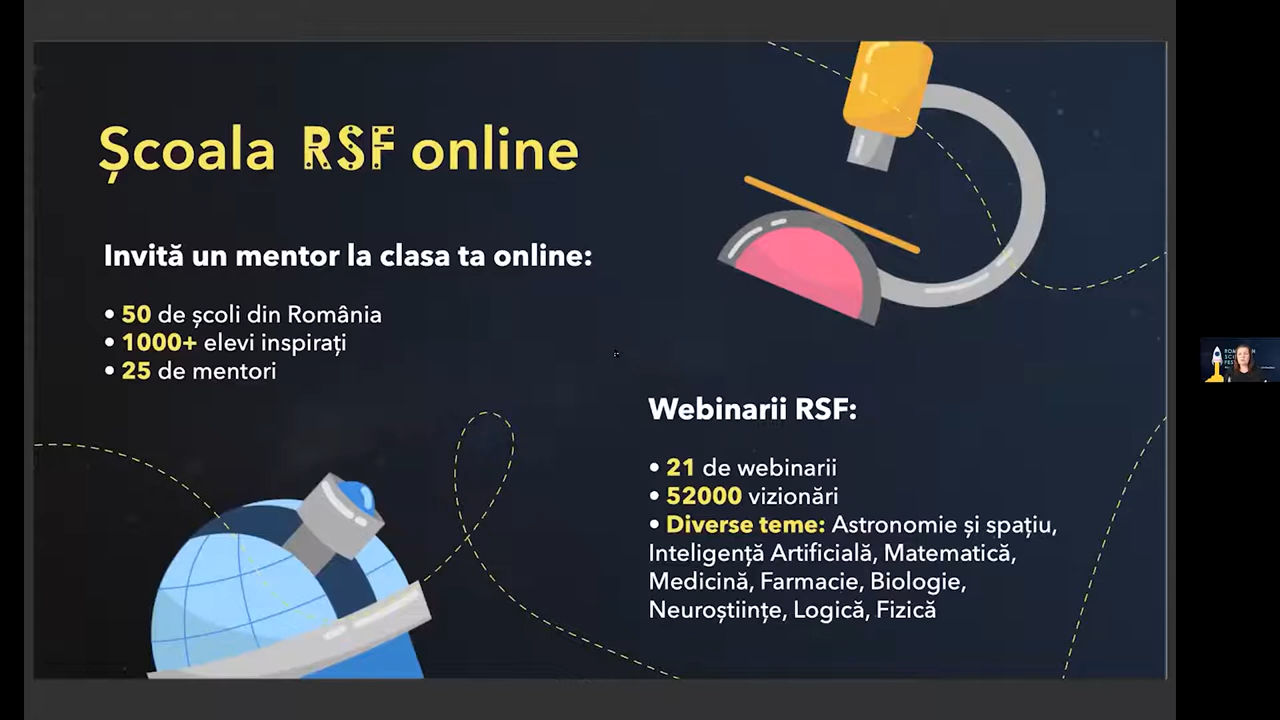 Școala RSF online
Invită un mentor la clasa ta online:
• 50 de școli din România
• 1000+ elevi inspirați
• 25 de mentori
Webinarii RSF:
• 21 de webinarii
• 52000 vizionări
• Diverse teme: Astronomie și spațiu,
Inteligență Artificială, Matematică,
Medicină, Farmacie, Biologie,
Neuroștiințe, Logică, Fizică